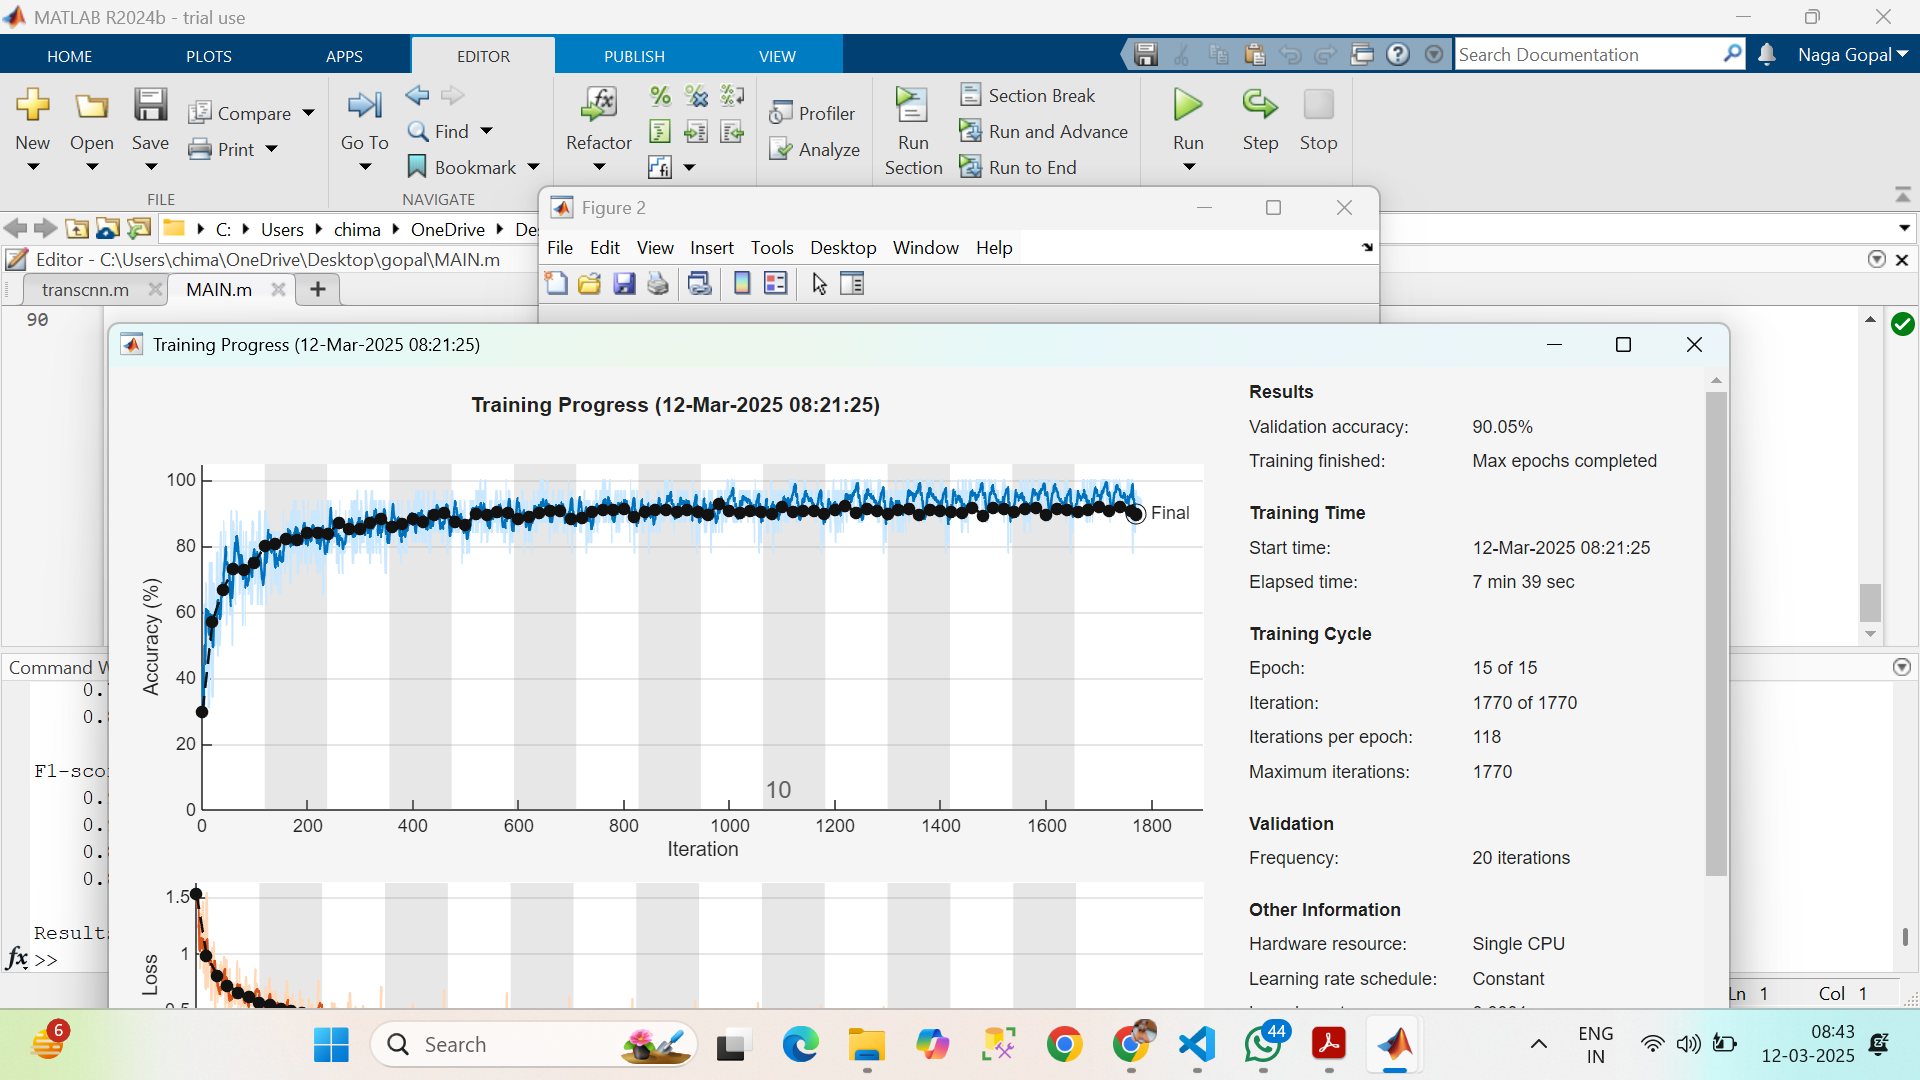 MATLAB R2024b - trial use
HOME PLOTS APPS EDITOR PUBLISH VIEW
Search Documentation
Naga Gopal
New Open Save
Compare
Print
FILE
Go To
Find
Bookmark
NAVIGATE
Refactor
Profiler
Analyze
Run Section
Section Break
Run and Advance
Run to End
Run Step Stop
C: Users chima OneDrive
Editor - C:\Users\chima\OneDrive\Desktop\gopal\MAIN.m
transcnn.m MAIN.m +
90
Figure 2
File Edit View Insert Tools Desktop Window Help
Training Progress (12-Mar-2025 08:21:25)
Training Progress (12-Mar-2025 08:21:25)
100
80
60
40
20
0
Accuracy (%)
Final
10
0 200 400 600 800 1000 1200 1400 1600 1800
Iteration
1.5
1
Loss
Results
Validation accuracy: 90.05%
Training finished: Max epochs completed
Training Time
Start time: 12-Mar-2025 08:21:25
Elapsed time: 7 min 39 sec
Training Cycle
Epoch: 15 of 15
Iteration: 1770 of 1770
Iterations per epoch: 118
Maximum iterations: 1770
Validation
Frequency: 20 iterations
Other Information
Hardware resource: Single CPU
Learning rate schedule: Constant
Command
0.
0.
F1-sco
0.
0.
0.
0.
Result
fx >>
Ln 1 Col 1
6
Search
44
ENG
IN
08:43
12-03-2025